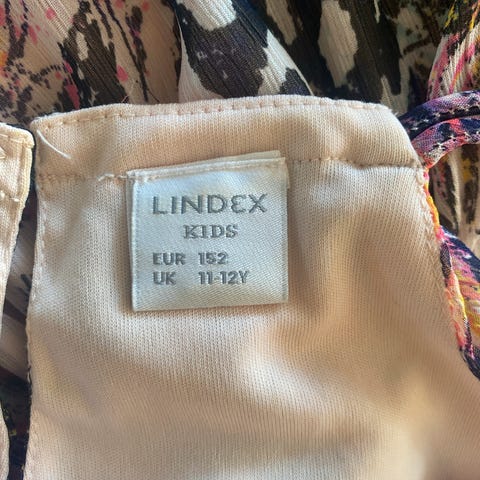 LINDEX
KIDS
EUR 152
UK 11-12Y